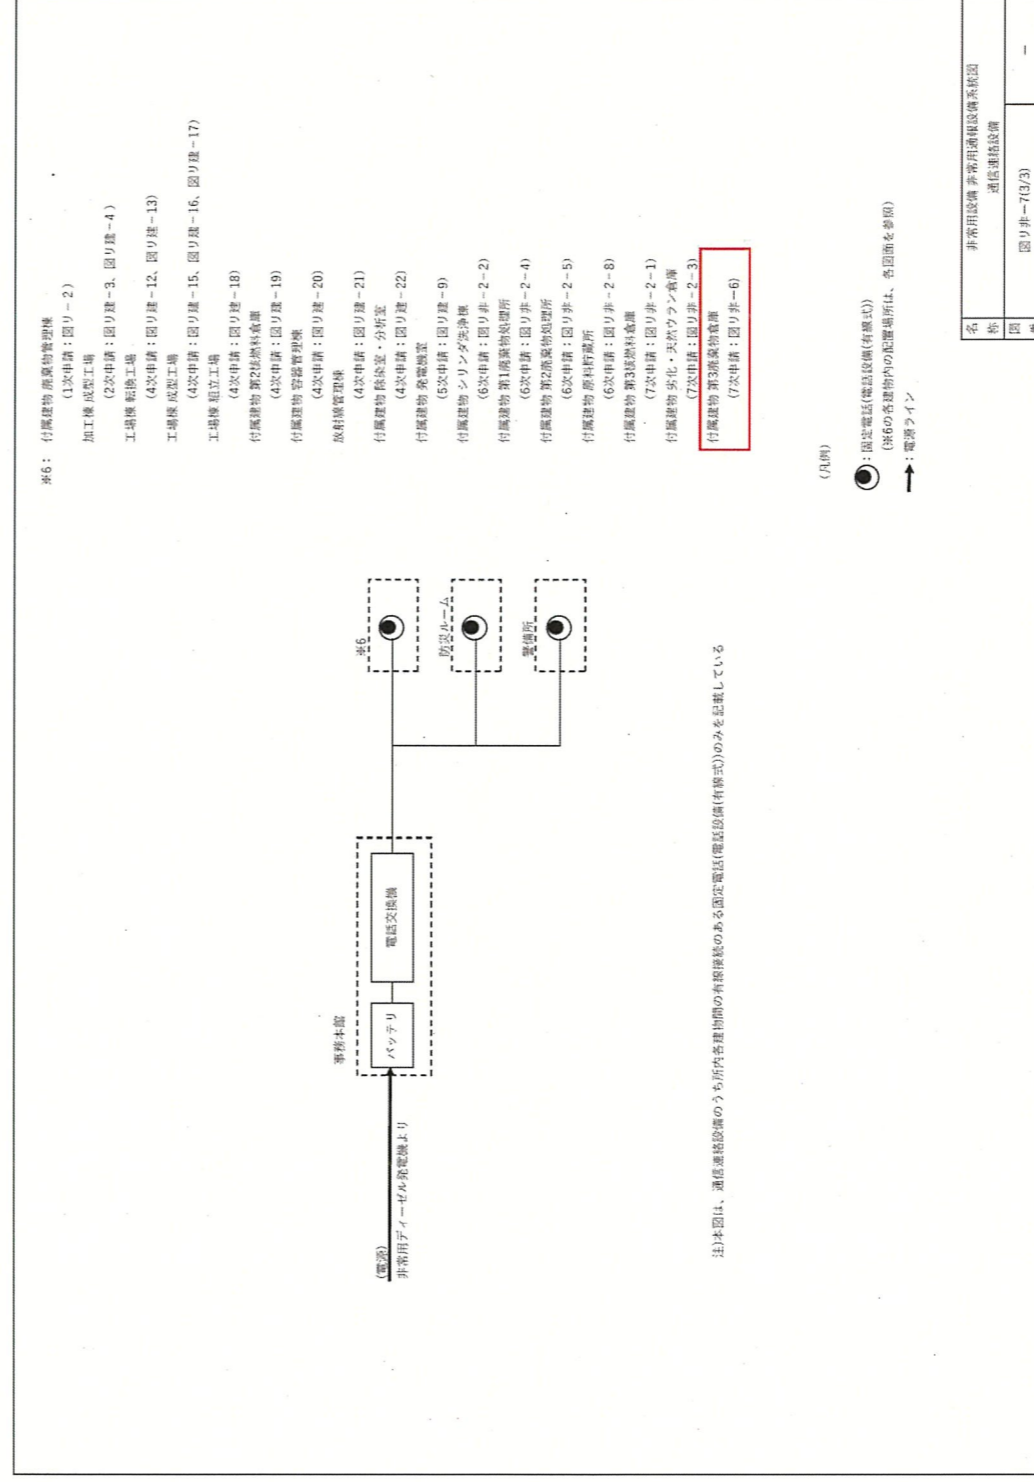 ※6： 付属建物 廃棄物管理棟
(1次申請：図リ－2)
加工棟 成型工場
(2次申請：図リ建－3、図リ建－4)
工場棟 転換工場
(4次申請：図リ建－12、図リ建－13)
工場棟 成型工場
(4次申請：図リ建－15、図リ建－16、図リ建－17)
工場棟 組立工場
(4次申請：図リ建－18)
付属建物 第2核燃料倉庫
(4次申請：図リ建－19)
付属建物 容器管理棟
(4次申請：図リ建－20)
放射線管理棟
(4次申請：図リ建－21)
付属建物 除染室・分析室
(4次申請：図リ建－22)
付属建物 発電機室
(5次申請：図リ建－9)
付属建物 シリンダ洗浄棟
(6次申請：図リ非－2－2)
付属建物 第1廃棄物処理所
(6次申請：図リ非－2－4)
付属建物 第2廃棄物処理所
(6次申請：図リ非－2－5)
付属建物 原料貯蔵所
(6次申請：図リ非－2－8)
付属建物 第3核燃料倉庫
(7次申請：図リ非－2－1)
付属建物 劣化・天然ウラン倉庫
(7次申請：図リ非－2－3)
付属建物 第3廃棄物倉庫
(7次申請：図リ非－6)
事務本館
(電源)
非常用ディーゼル発電機より
バッテリ
電話交換機
※6
防災ルーム
警備所
注)本図は、通信連絡設備のうち所内各建物間の有線接続のある固定電話(電話設備(有線式))のみを記載している
(凡例)
：固定電話(電話設備(有線式))
(※6の各建物内の配置場所は、各図面を参照)
：電源ライン
名称
非常用設備 非常用通報設備系統図
通信連絡設備
図
図リ非－7(3/3)
－